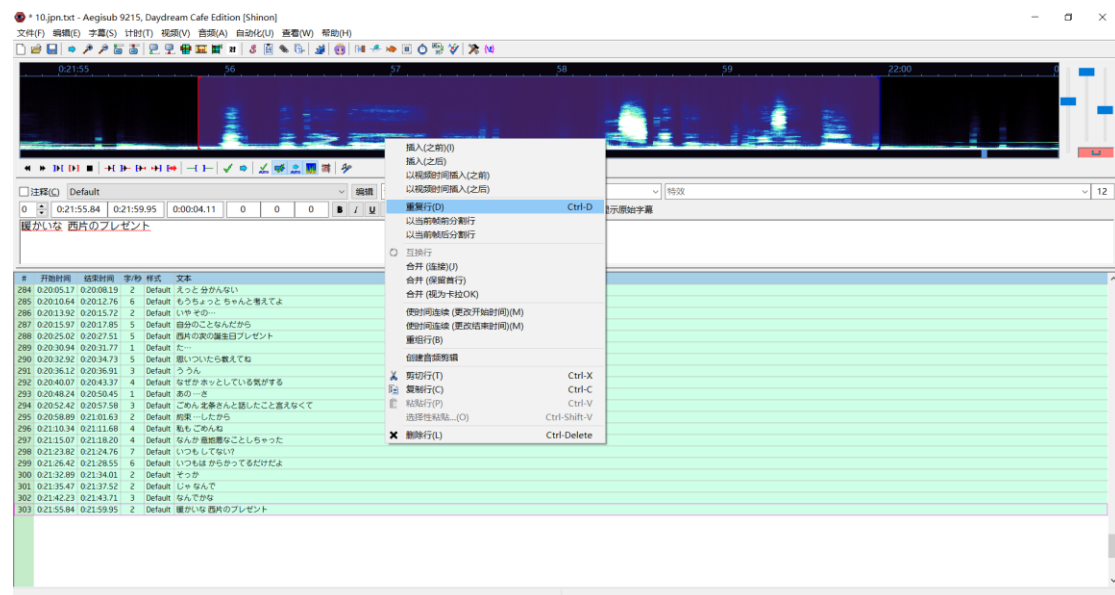 * 10.jpn.txt - Aegisub 9215, Daydream Cafe Edition [Shinon]
文件(F) 编辑(E) 字幕(S) 计时(T) 视频(V) 音频(A) 自动化(U) 查看(W) 帮助(H)
0:21:55 56 57 58 59 22:00
注释(C) Default 编辑 特效 12
0 0:21:55.84 0:21:59.95 0:00:04.11 0 0 0 B I U 显示原始字幕
暖かいな 西片のプレゼント
插入(之前)(I)
插入(之后)
以视频时间插入(之前)
以视频时间插入(之后)
重复行(D) Ctrl-D
以当前帧前分割行
以当前帧后分割行
互换行
合并 (连接)(J)
合并 (保留首行)
合并 (视为卡拉OK)
使时间连续 (更改开始时间)(M)
使时间连续 (更改结束时间)(M)
重组行(B)
创建音频剪辑
剪切行(T) Ctrl-X
复制行(C) Ctrl-C
粘贴行(P) Ctrl-V
选择性粘贴...(O) Ctrl-Shift-V
删除行(L) Ctrl-Delete
# 开始时间 结束时间 字/秒 样式 文本
284 0:20:05.17 0:20:08.19 2 Default えっと 分かんない
285 0:20:10.64 0:20:12.76 6 Default もうちょっと ちゃんと考えてよ
286 0:20:13.92 0:20:15.72 2 Default いや その…
287 0:20:15.97 0:20:17.85 5 Default 自分のことなんだから
288 0:20:25.02 0:20:27.51 5 Default 西片の次の誕生日プレゼント
289 0:20:30.94 0:20:31.77 1 Default た…
290 0:20:32.92 0:20:34.73 5 Default 思いついたら教えてね
291 0:20:36.12 0:20:36.91 3 Default う うん
292 0:20:40.07 0:20:43.37 4 Default なぜか ホッとしている気がする
293 0:20:48.24 0:20:50.45 1 Default あの…さ
294 0:20:52.42 0:20:57.58 3 Default ごめん 北条さんと話したこと言えなくて
295 0:20:58.89 0:21:01.63 2 Default 約束…したから
296 0:21:10.34 0:21:11.68 4 Default 私も ごめんね
297 0:21:15.07 0:21:18.20 4 Default なんか 意地悪なことしちゃった
298 0:21:23.82 0:21:24.76 7 Default いつも してない?
299 0:21:26.42 0:21:28.55 6 Default いつもは からかってるだけだよ
300 0:21:32.89 0:21:34.01 2 Default そっか
301 0:21:35.47 0:21:37.52 2 Default じゃ なんで
302 0:21:42.23 0:21:43.71 3 Default なんでかな
303 0:21:55.84 0:21:59.95 2 Default 暖かいな 西片のプレゼント